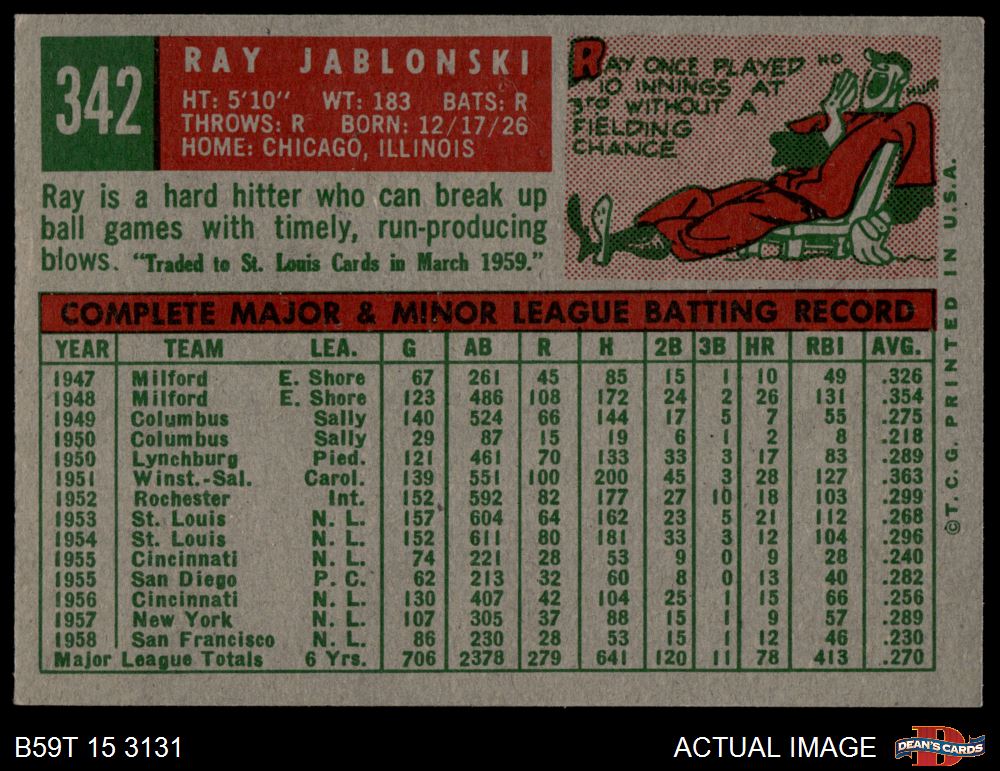 342
RAY JABLONSKI
HT: 5'10" WT: 183 BATS: R
THROWS: R BORN: 12/17/26
HOME: CHICAGO, ILLINOIS
RAY ONCE PLAYED
10 INNINGS AT
3RD WITHOUT A
FIELDING
CHANCE
HO
HUM
Ray is a hard hitter who can break up
ball games with timely, run-producing
blows. "Traded to St. Louis Cards in March 1959."
COMPLETE MAJOR & MINOR LEAGUE BATTING RECORD
YEAR TEAM LEA. G AB R H 2B 3B HR RBI AVG.
1947 Milford E. Shore 67 261 45 85 15 1 10 49 .326
1948 Milford E. Shore 123 486 108 172 24 2 26 131 .354
1949 Columbus Sally 140 524 66 144 17 5 7 55 .275
1950 Columbus Sally 29 87 15 19 6 1 2 8 .218
1950 Lynchburg Pied. 121 461 70 133 33 3 17 83 .289
1951 Winst.-Sal. Carol. 139 551 100 200 45 3 28 127 .363
1952 Rochester Int. 152 592 82 177 27 10 18 103 .299
1953 St. Louis N. L. 157 604 64 162 23 5 21 112 .268
1954 St. Louis N. L. 152 611 80 181 33 3 12 104 .296
1955 Cincinnati N. L. 74 221 28 53 9 0 9 28 .240
1955 San Diego P. C. 62 213 32 60 8 0 13 40 .282
1956 Cincinnati N. L. 130 407 42 104 25 1 15 66 .256
1957 New York N. L. 107 305 37 88 15 1 9 57 .289
1958 San Francisco N. L. 86 230 28 53 15 1 12 46 .230
Major League Totals 6 Yrs. 706 2378 279 641 120 11 78 413 .270
©T.C.G. PRINTED IN U.S.A.
B59T 15 3131
ACTUAL IMAGE
DEAN'S CARDS